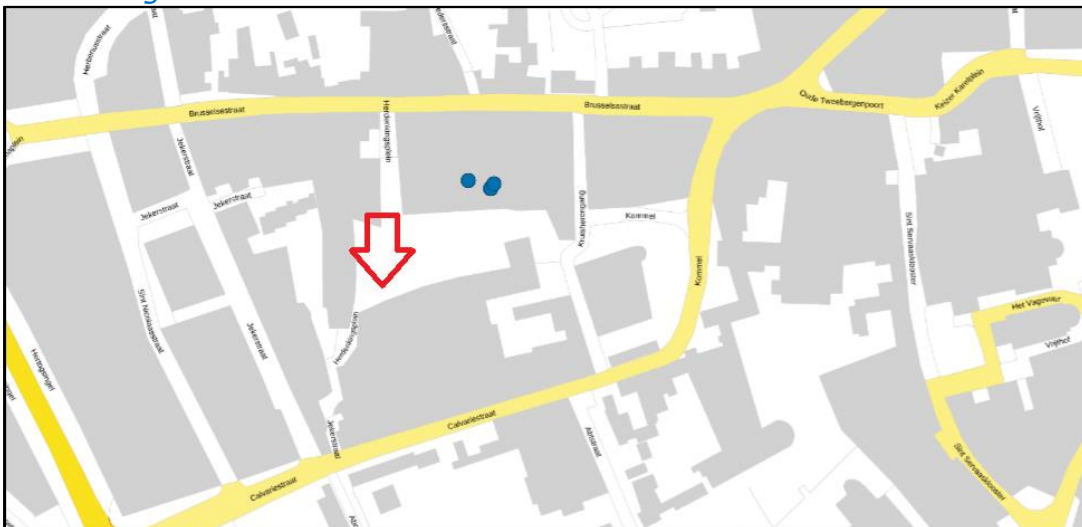 Herbenusstraat
Brusselsestraat
Herdenkingsplein
Brusselsestraat
Oude Tweebergenpoort
Keizer Karelplein
Vrijthof
Jekerstraat
Jekerstraat
Jekerstraat
Kruisherengang
Kommel
Kommel
Sint Servaasklooster
Sint Nicolaasstraat
Jekerstraat
Herdenkingsplein
Het Vagevuur
Vrijthof
Hertogsingel
Calvariestraat
Jekerstraat
Abtstraat
Sint Servaasklooster
Calvariestraat